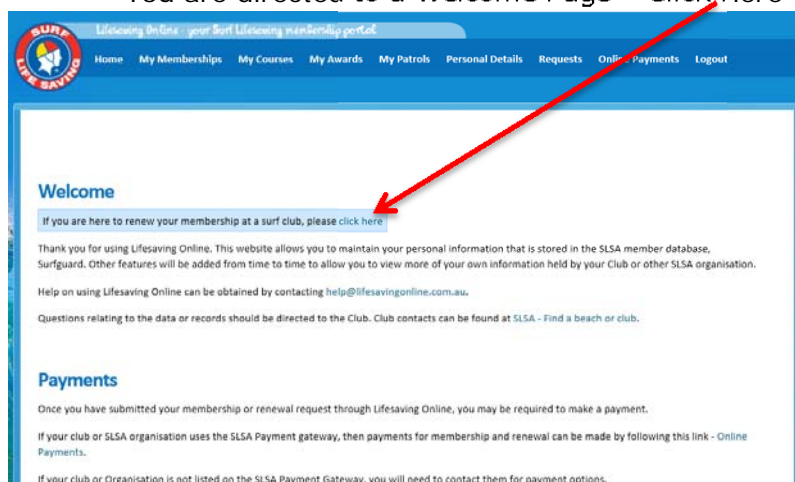 You are directed to a Welcome Page – Click Here
SURF
LIFE SAVING
Lifesaving Online - your Surf Lifesaving membership portal
Home My Memberships My Courses My Awards My Patrols Personal Details Requests Online Payments Logout
Welcome
If you are here to renew your membership at a surf club, please click here
Thank you for using Lifesaving Online. This website allows you to maintain your personal information that is stored in the SLSA member database,
Surfguard. Other features will be added from time to time to allow you to view more of your own information held by your Club or other SLSA organisation.
Help on using Lifesaving Online can be obtained by contacting help@lifesavingonline.com.au.
Questions relating to the data or records should be directed to the Club. Club contacts can be found at SLSA - Find a beach or club.
Payments
Once you have submitted your membership or renewal request through Lifesaving Online, you may be required to make a payment.
If your club or SLSA organisation uses the SLSA Payment gateway, then payments for membership and renewal can be made by following this link - Online
Payments.
If your club or Organisation is not listed on the SLSA Payment Gateway, you will need to contact them for payment options.